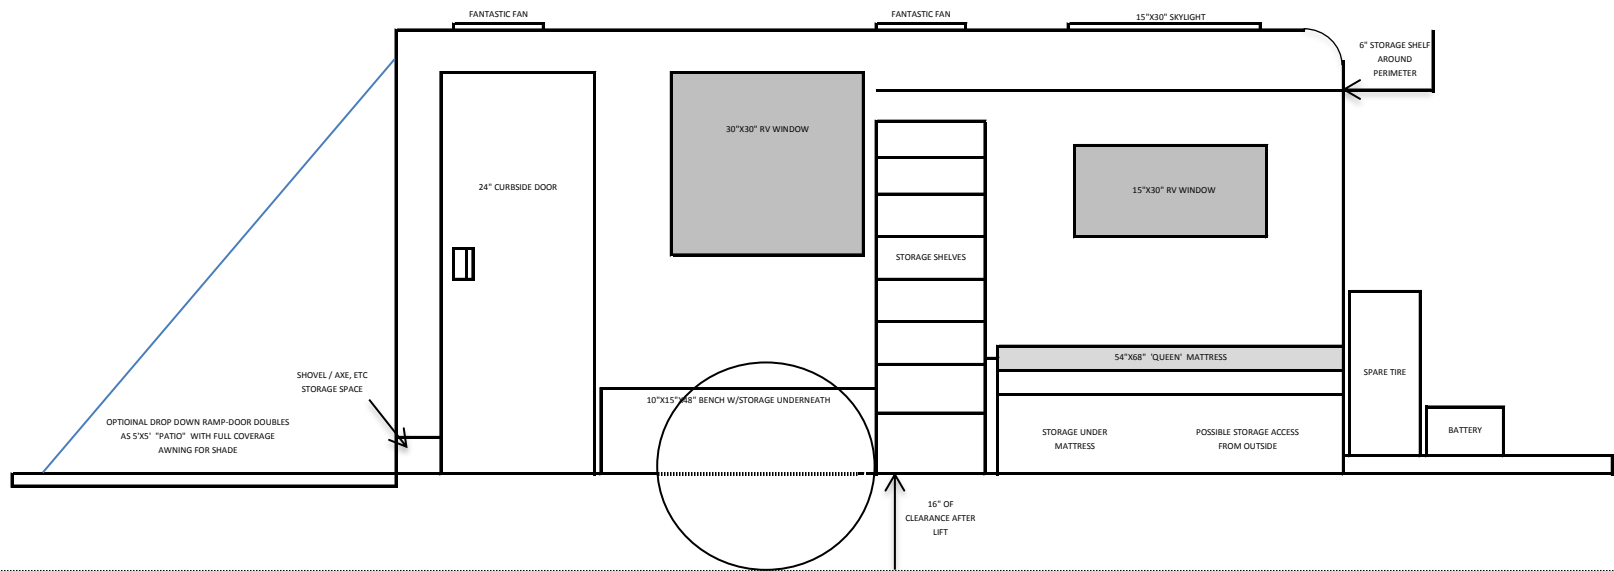 FANTASTIC FAN
FANTASTIC FAN
15"X30" SKYLIGHT
6" STORAGE SHELF
AROUND
PERIMETER
30"X30" RV WINDOW
24" CURBSIDE DOOR
15"X30" RV WINDOW
STORAGE SHELVES
54"X68" 'QUEEN' MATTRESS
SPARE TIRE
SHOVEL / AXE, ETC
STORAGE SPACE
10"X15"X48" BENCH W/STORAGE UNDERNEATH
OPTIOINAL DROP DOWN RAMP-DOOR DOUBLES
AS 5'X5' "PATIO" WITH FULL COVERAGE
AWNING FOR SHADE
STORAGE UNDER
MATTRESS
POSSIBLE STORAGE ACCESS
FROM OUTSIDE
BATTERY
16" OF
CLEARANCE AFTER
LIFT